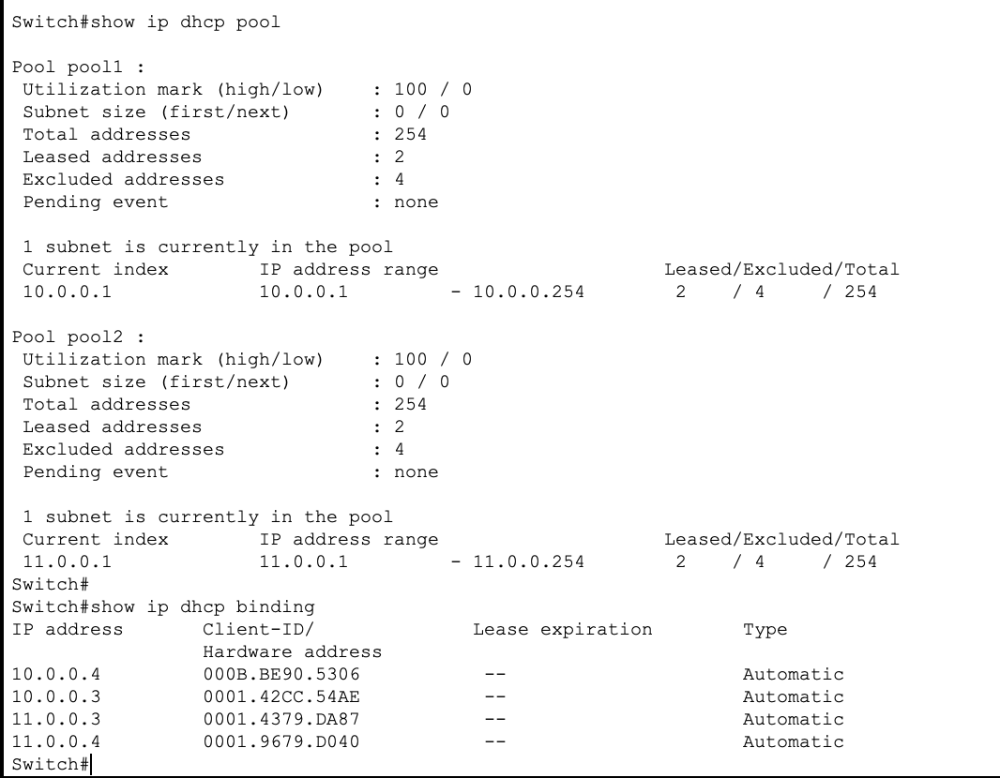 Switch#show ip dhcp pool
Pool pool1 :
Utilization mark (high/low) : 100 / 0
Subnet size (first/next) : 0 / 0
Total addresses : 254
Leased addresses : 2
Excluded addresses : 4
Pending event : none
1 subnet is currently in the pool
Current index IP address range Leased/Excluded/Total
10.0.0.1 10.0.0.1 - 10.0.0.254 2 / 4 / 254
Pool pool2 :
Utilization mark (high/low) : 100 / 0
Subnet size (first/next) : 0 / 0
Total addresses : 254
Leased addresses : 2
Excluded addresses : 4
Pending event : none
1 subnet is currently in the pool
Current index IP address range Leased/Excluded/Total
11.0.0.1 11.0.0.1 - 11.0.0.254 2 / 4 / 254
Switch#
Switch#show ip dhcp binding
IP address Client-ID/ Lease expiration Type
Hardware address
10.0.0.4 000B.BE90.5306 -- Automatic
10.0.0.3 0001.42CC.54AE -- Automatic
11.0.0.3 0001.4379.DA87 -- Automatic
11.0.0.4 0001.9679.D040 -- Automatic
Switch#